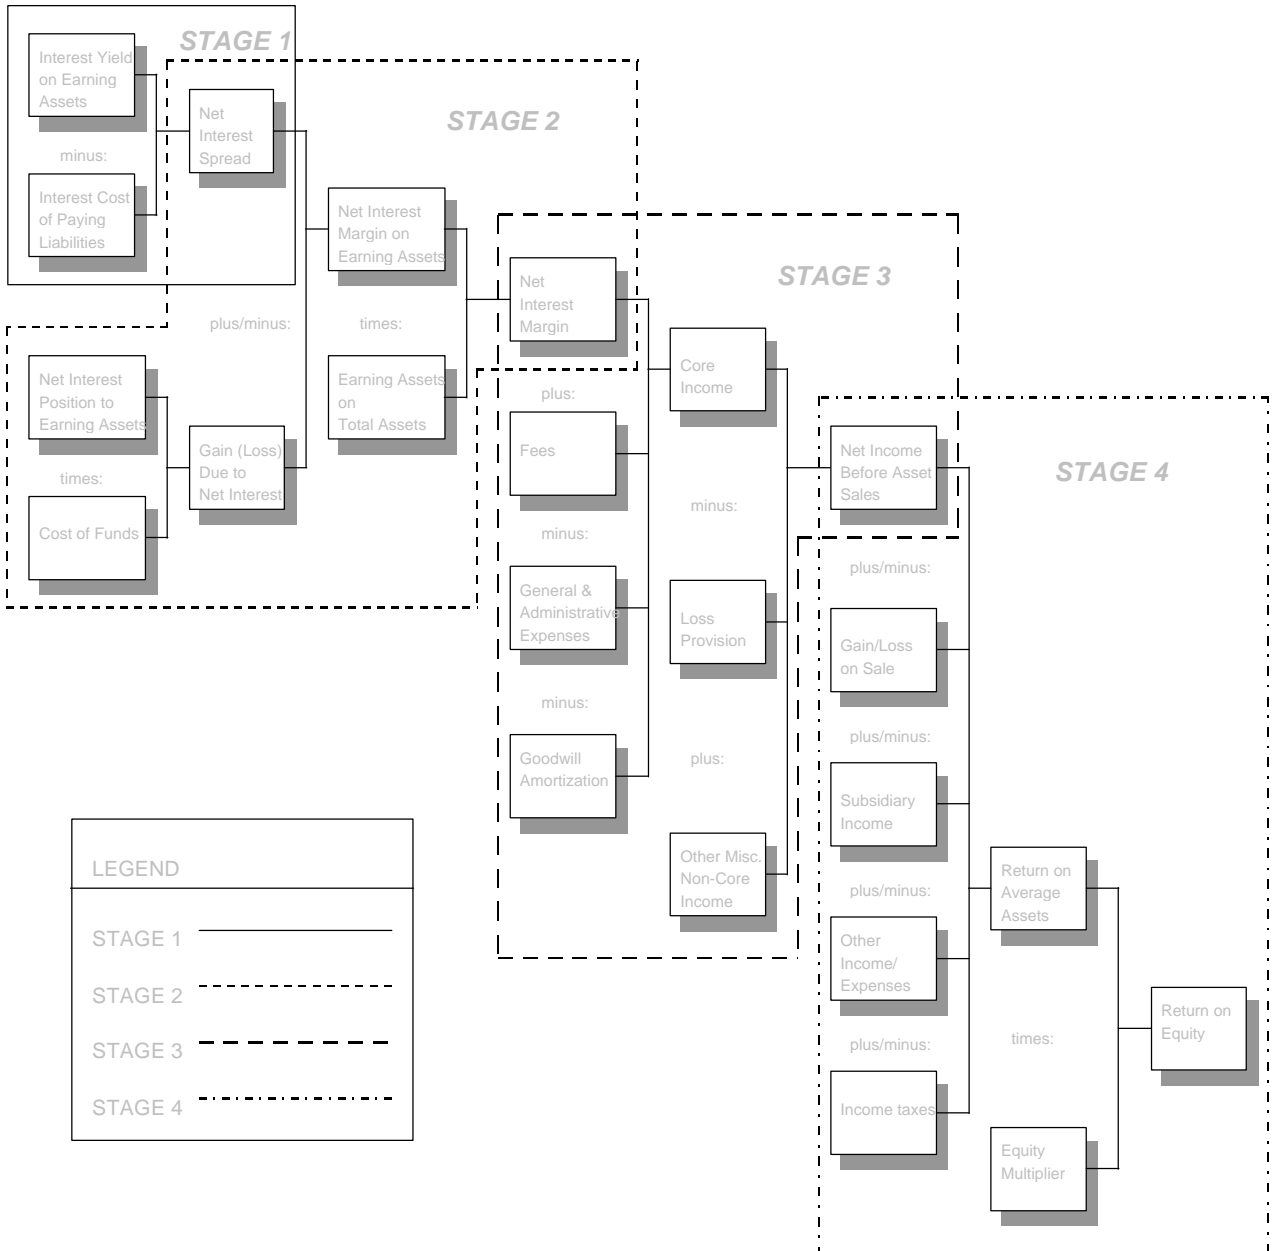 STAGE 1
Interest Yield
on Earning
Assets
minus:
Interest Cost
of Paying
Liabilities
Net
Interest
Spread
STAGE 2
Net Interest
Margin on
Earning Assets
plus/minus:
times:
Net Interest
Position to
Earning Assets
times:
Cost of Funds
Gain (Loss)
Due to
Net Interest
Earning Assets
on
Total Assets
STAGE 3
Net
Interest
Margin
plus:
Fees
minus:
General &
Administrative
Expenses
minus:
Goodwill
Amortization
Core
Income
minus:
Loss
Provision
plus:
Other Misc.
Non-Core
Income
STAGE 4
Net Income
Before Asset
Sales
plus/minus:
Gain/Loss
on Sale
plus/minus:
Subsidiary
Income
plus/minus:
Other
Income/
Expenses
plus/minus:
Income taxes
Return on
Average
Assets
times:
Equity
Multiplier
Return on
Equity
LEGEND
STAGE 1
STAGE 2
STAGE 3
STAGE 4